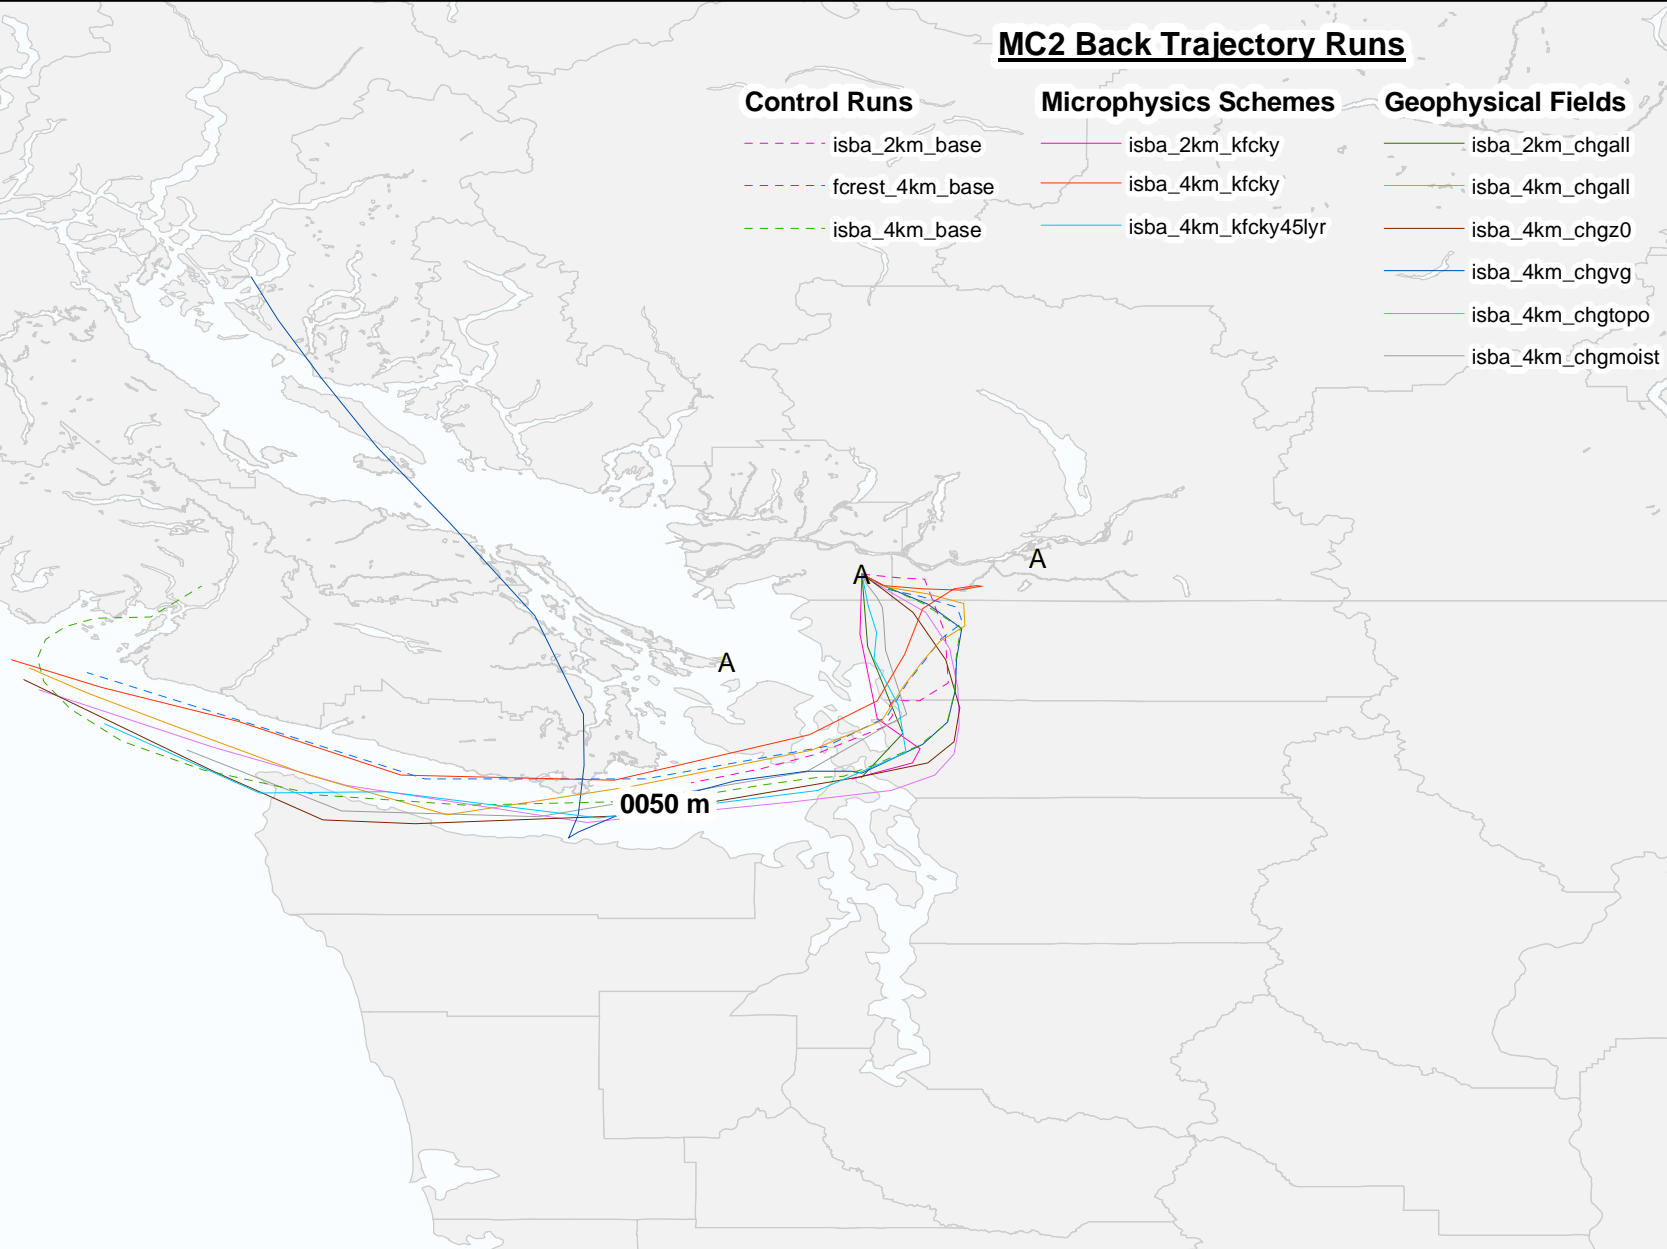 MC2 Back Trajectory Runs
Control Runs
isba_2km_base
fcrest_4km_base
isba_4km_base
Microphysics Schemes
isba_2km_kfcky
isba_4km_kfcky
isba_4km_kfcky45lyr
Geophysical Fields
isba_2km_chgall
isba_4km_chgall
isba_4km_chgz0
isba_4km_chgvg
isba_4km_chgtopo
isba_4km_chgmoist
A
A
A
0050 m